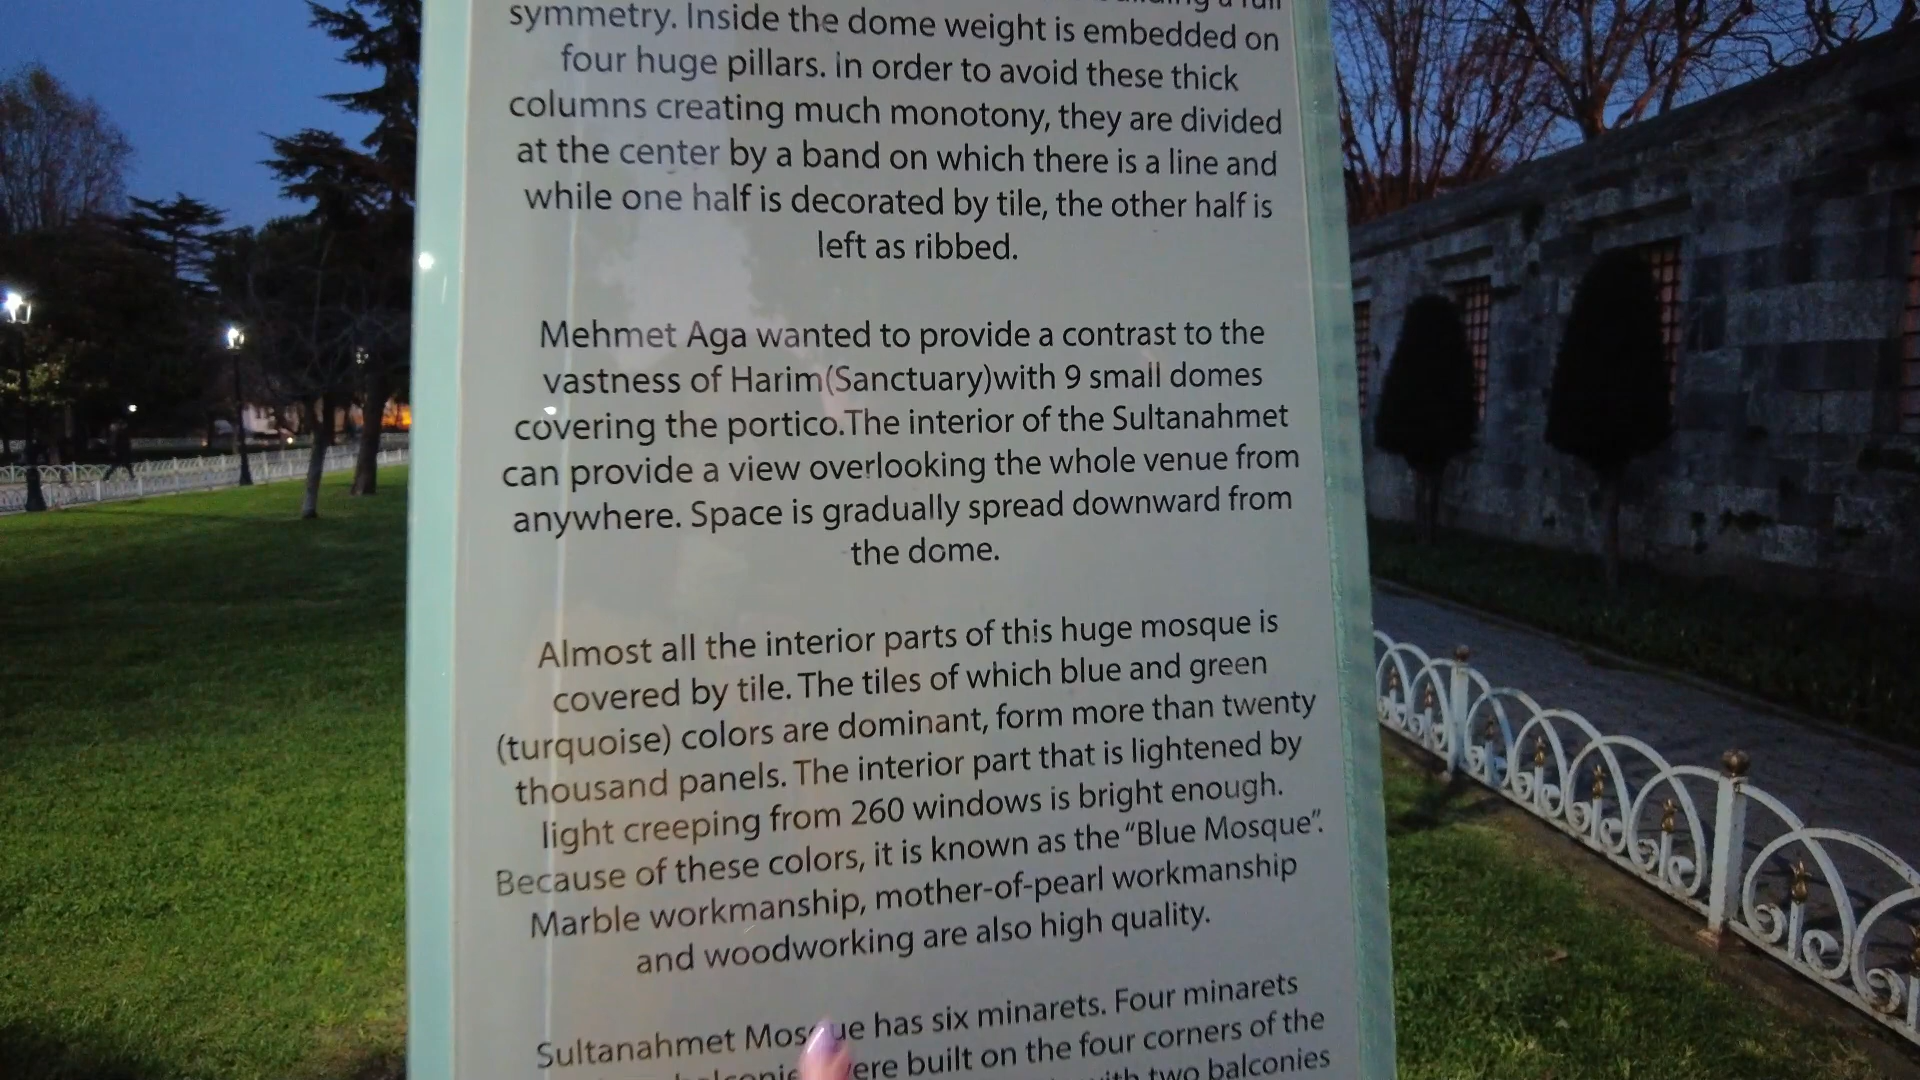 a full
symmetry. Inside the dome weight is embedded on
four huge pillars. In order to avoid these thick
columns creating much monotony, they are divided
at the center by a band on which there is a line and
while one half is decorated by tile, the other half is
left as ribbed.
Mehmet Aga wanted to provide a contrast to the
vastness of Harim(Sanctuary)with 9 small domes
covering the portico.The interior of the Sultanahmet
can provide a view overlooking the whole venue from
anywhere. Space is gradually spread downward from
the dome.
Almost all the interior parts of this huge mosque is
covered by tile. The tiles of which blue and green
(turquoise) colors are dominant, form more than twenty
thousand panels. The interior part that is lightened by
light creeping from 260 windows is bright enough.
Because of these colors, it is known as the "Blue Mosque".
Marble workmanship, mother-of-pearl workmanship
and woodworking are also high quality.
Sultanahmet Mosque has six minarets. Four minarets
built on the four corners of the
two balconies